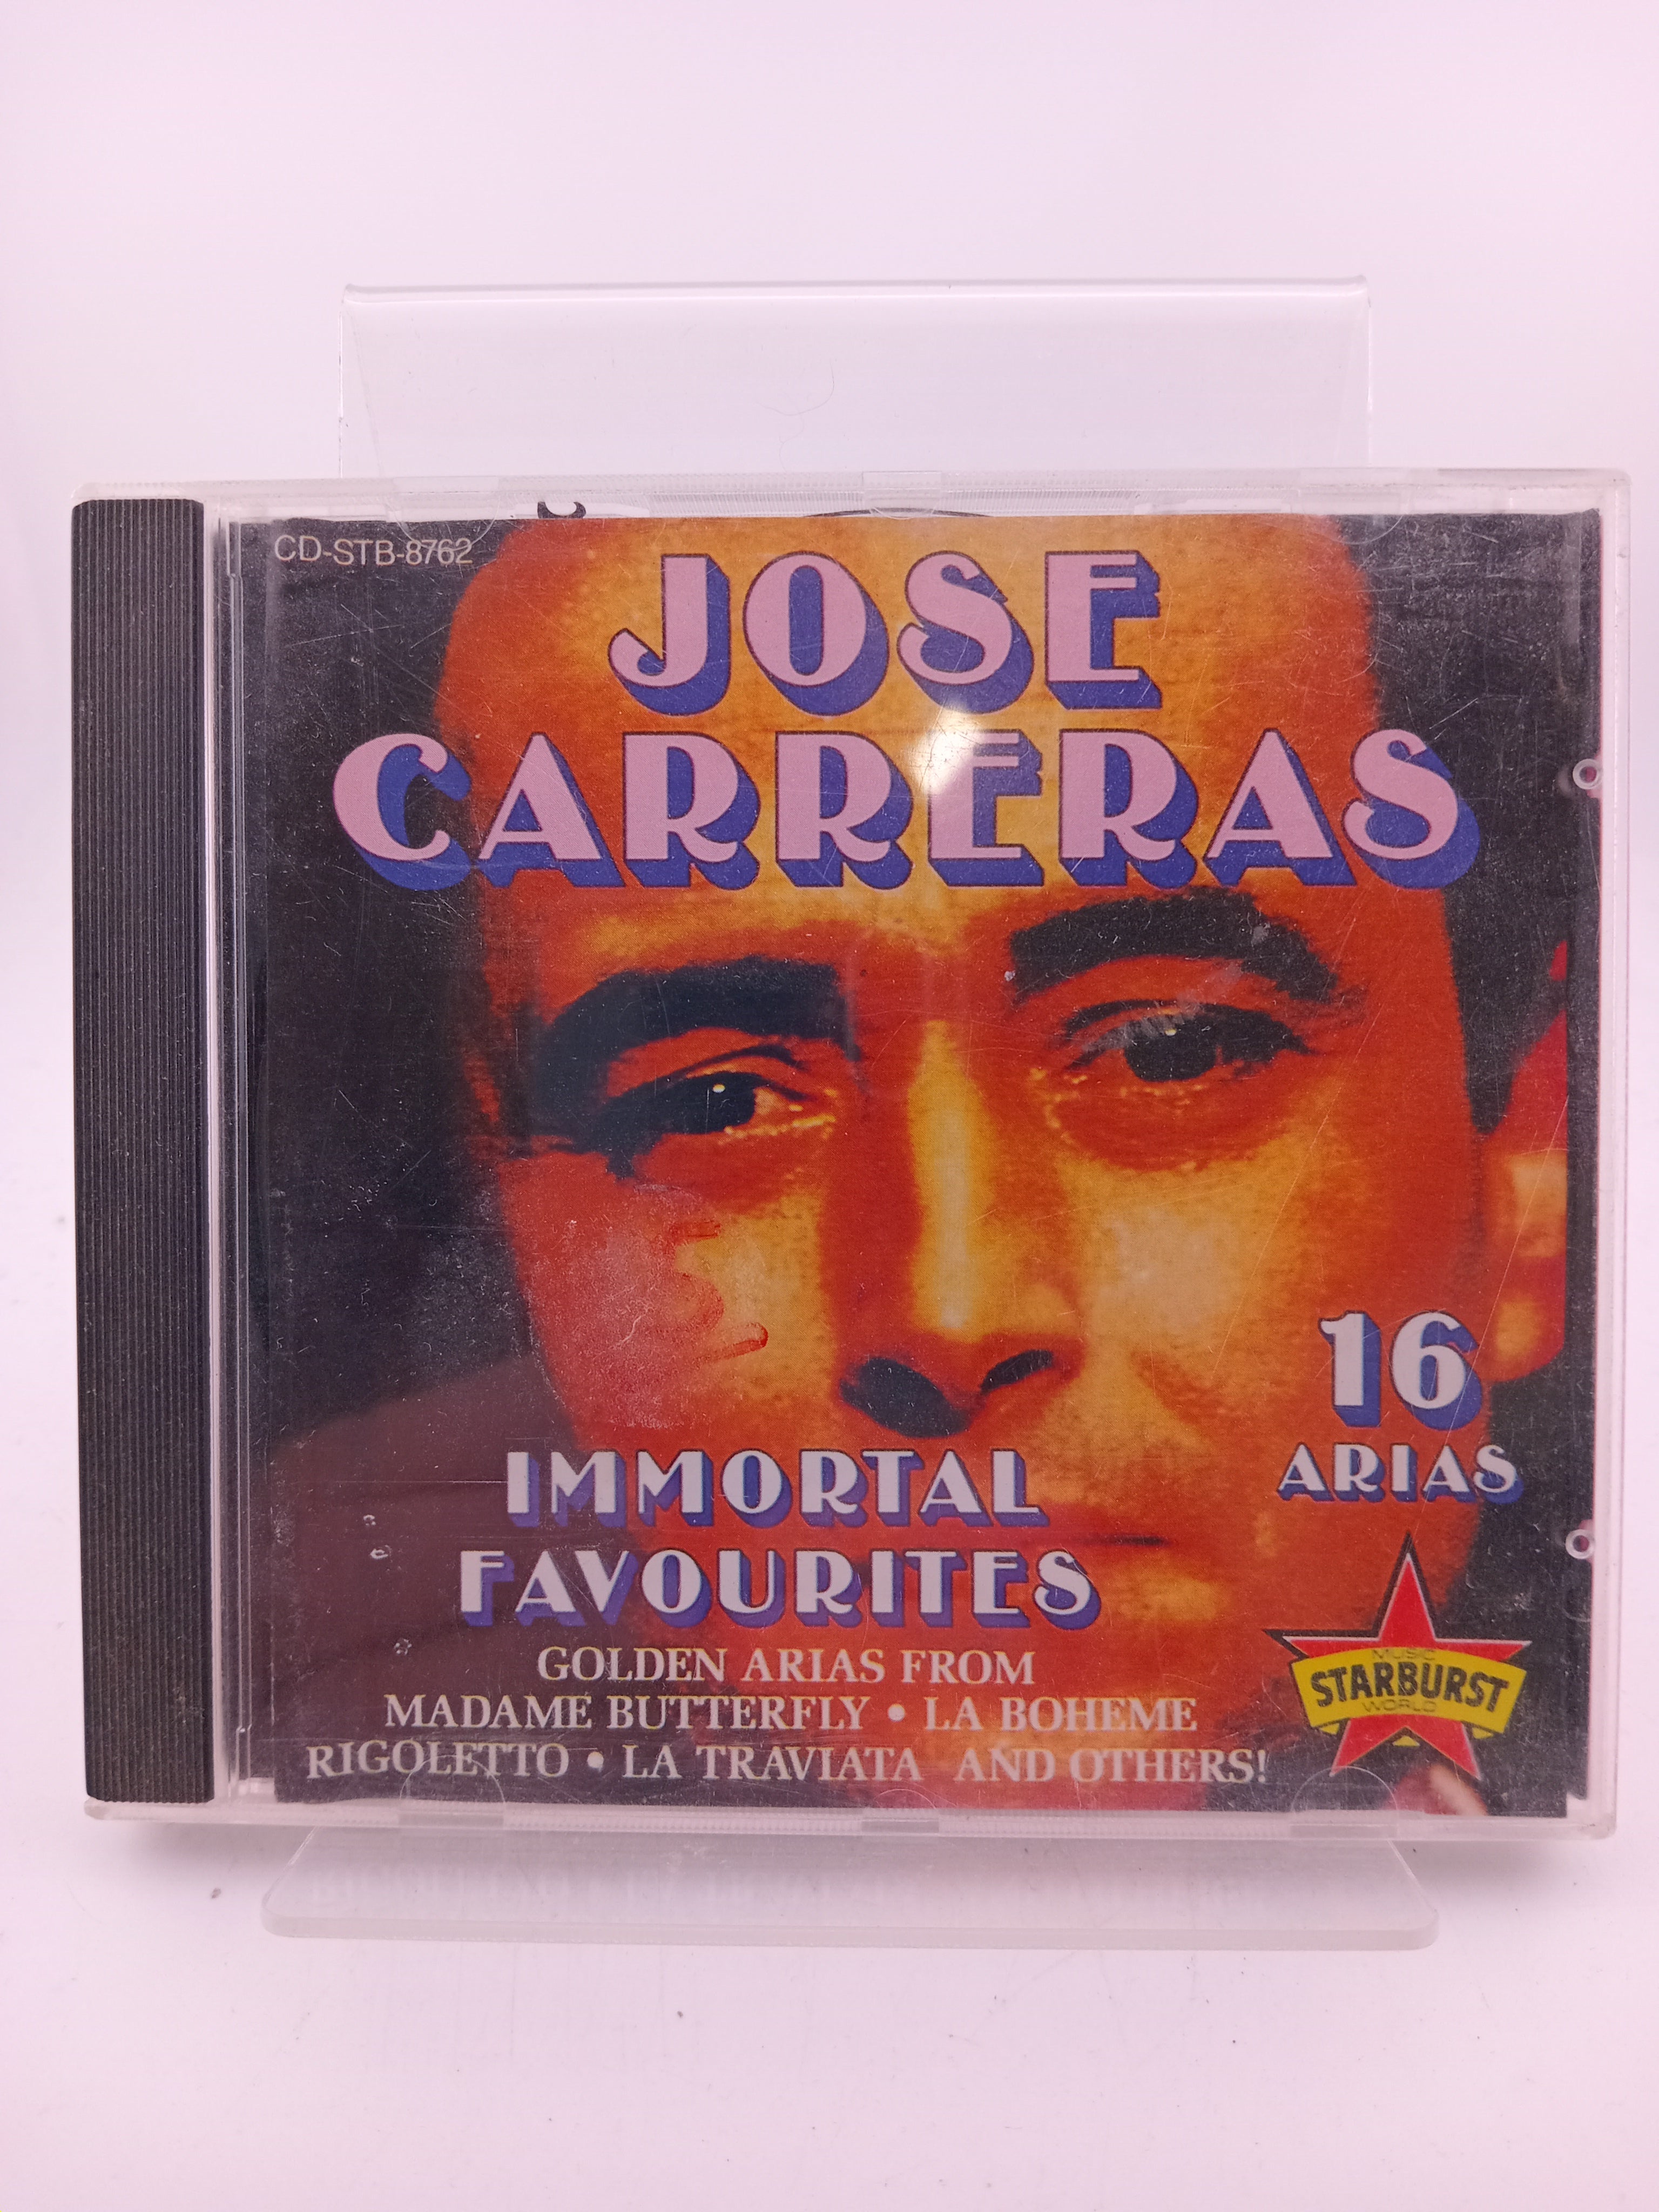 CD-STB-8762
JOSE
CARRERAS
16
ARIAS
IMMORTAL
FAVOURITES
GOLDEN ARIAS FROM
MADAME BUTTERFLY • LA BOHEME
RIGOLETTO • LA TRAVIATA AND OTHERS!
MUSIC
STARBURST
WORLD